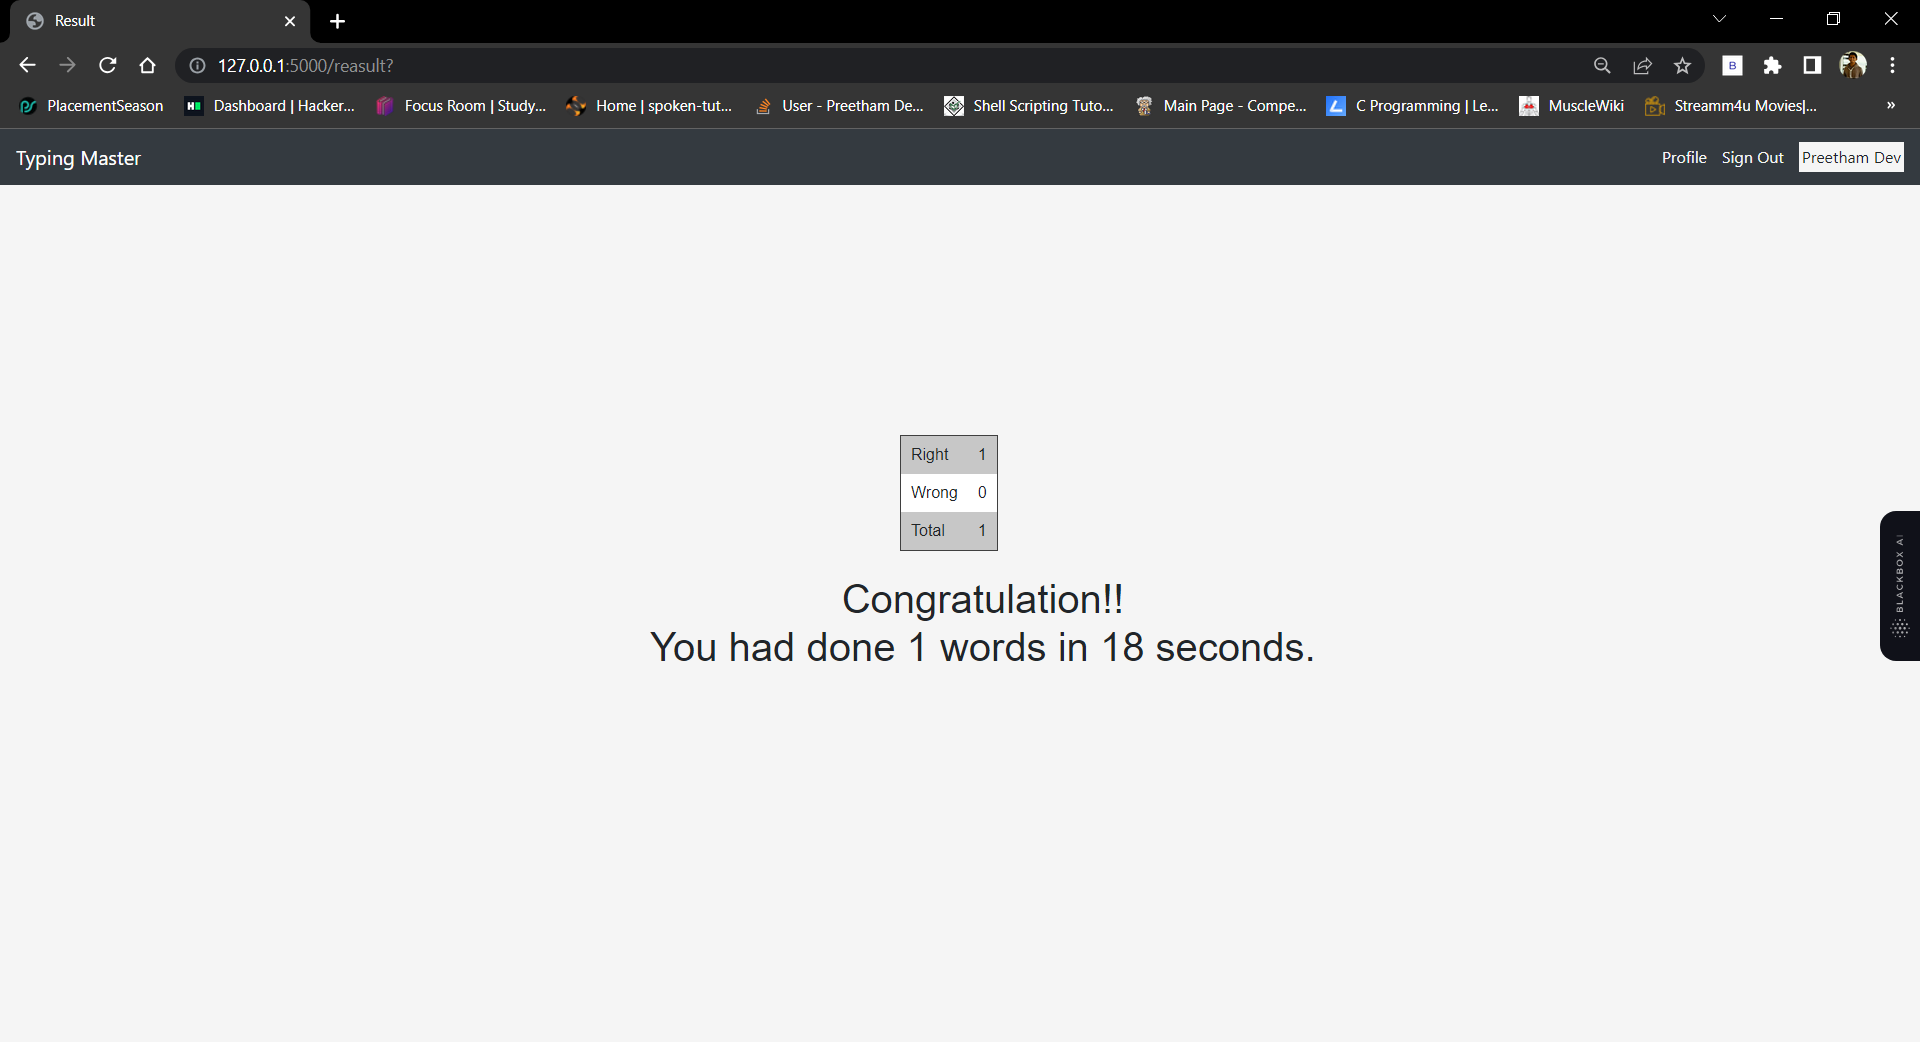 Result
127.0.0.1:5000/reasult?
B
PlacementSeason
Dashboard | Hacker...
Focus Room | Study...
Home | spoken-tut...
User - Preetham De...
Shell Scripting Tuto...
Main Page - Compe...
C Programming | Le...
MuscleWiki
Streamm4u Movies|...
»
Typing Master
Profile
Sign Out
Preetham Dev
Right 1
Wrong 0
Total 1
Congratulation!!
You had done 1 words in 18 seconds.
BLACKBOX AI